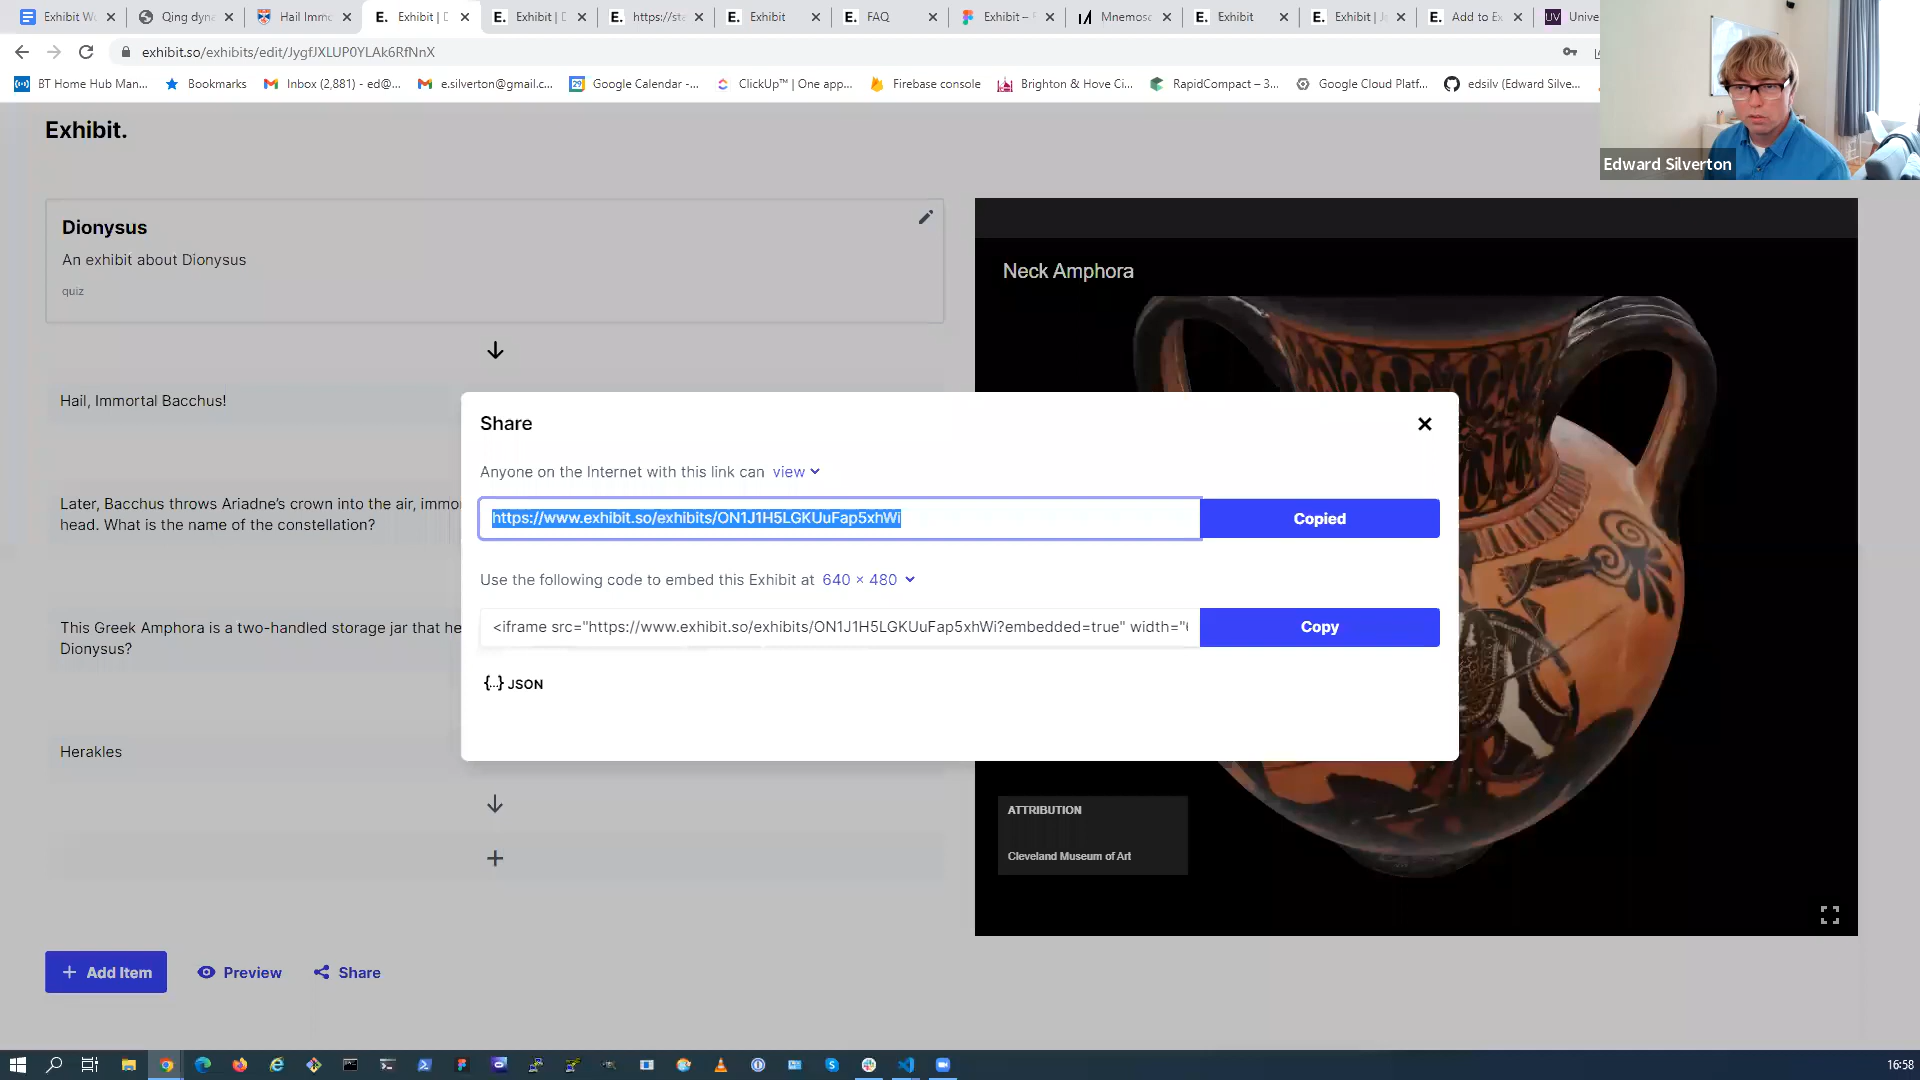 Exhibit Wo
Qing dyna
Hail Immo
Exhibit | D
Exhibit | D
https://sta
Exhibit
FAQ
Exhibit – F
Mnemosc
Exhibit
Exhibit | Ja
Add to Ex
Unive
exhibit.so/exhibits/edit/JygfJXLUP0YLAk6RfNnX
BT Home Hub Man...
Bookmarks
Inbox (2,881) - ed@...
e.silverton@gmail.c...
Google Calendar -...
ClickUp™ | One app...
Firebase console
Brighton & Hove Ci...
RapidCompact – 3...
Google Cloud Platf...
edsilv (Edward Silve...
Edward Silverton
Exhibit.
Dionysus
An exhibit about Dionysus
quiz
Hail, Immortal Bacchus!
Later, Bacchus throws Ariadne's crown into the air, immo
head. What is the name of the constellation?
This Greek Amphora is a two-handled storage jar that he
Dionysus?
Herakles
Add Item
Preview
Share
Neck Amphora
ATTRIBUTION
Cleveland Museum of Art
Share
Anyone on the Internet with this link can view
https://www.exhibit.so/exhibits/ON1J1H5LGKUuFap5xhWi
Copied
Use the following code to embed this Exhibit at 640 × 480
<iframe src="https://www.exhibit.so/exhibits/ON1J1H5LGKUuFap5xhWi?embedded=true" width="6
Copy
{...} JSON
16:58